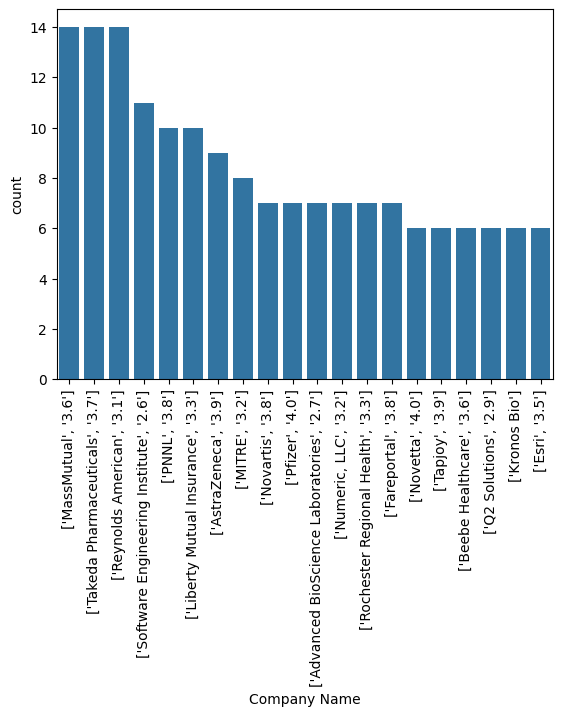 14
12
10
8
6
4
2
0
count
['MassMutual', '3.6']
['Takeda Pharmaceuticals', '3.7']
['Reynolds American', '3.1']
['Software Engineering Institute', '2.6']
['PNNL', '3.8']
['Liberty Mutual Insurance', '3.3']
['AstraZeneca', '3.9']
['MITRE', '3.2']
['Novartis', '3.8']
['Pfizer', '4.0']
['Advanced BioScience Laboratories', '2.7']
['Numeric, LLC', '3.2']
['Rochester Regional Health', '3.3']
['Fareportal', '3.8']
['Novetta', '4.0']
['Tapjoy', '3.9']
['Beebe Healthcare', '3.6']
['Q2 Solutions', '2.9']
['Kronos Bio']
['Esri', '3.5']
Company Name